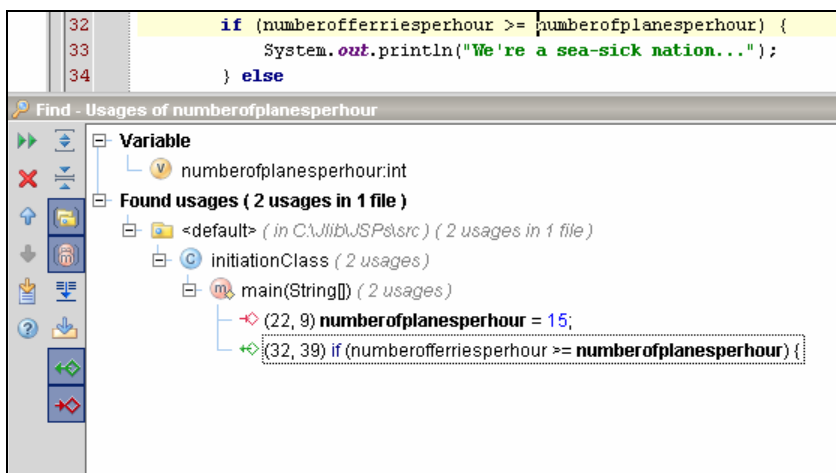 32 if (numberofferriesperhour >= numberofplanesperhour) {
33 System.out.println("We're a sea-sick nation...");
34 } else
Find - Usages of numberofplanesperhour
Variable
v numberofplanesperhour:int
Found usages ( 2 usages in 1 file )
<default> ( in C:\Jlib\JSPs\src ) ( 2 usages in 1 file )
C initiationClass ( 2 usages )
m main(String[]) ( 2 usages )
(22, 9) numberofplanesperhour = 15;
(32, 39) if (numberofferriesperhour >= numberofplanesperhour) {